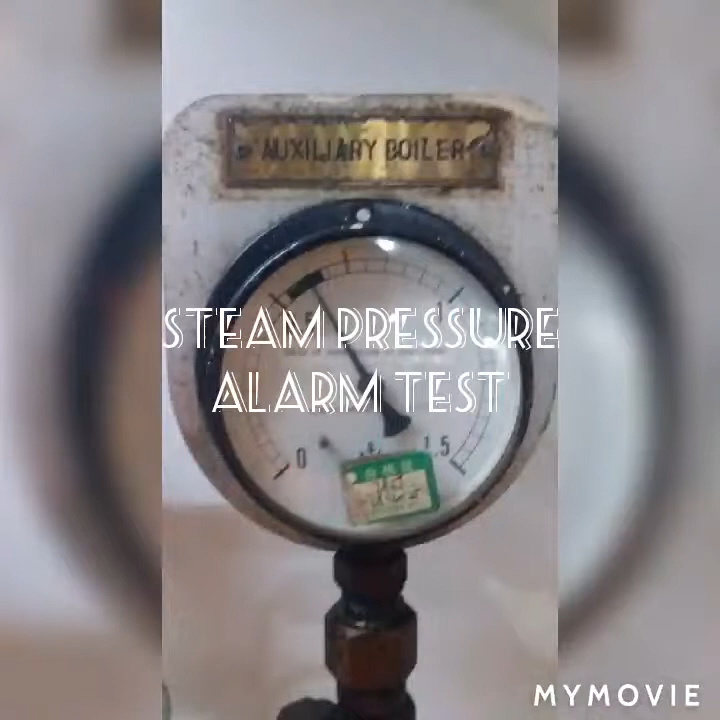 AUXILIARY BOILER
STEAM PRESSURE
ALARM TEST
0
1.5
MYMOVIE